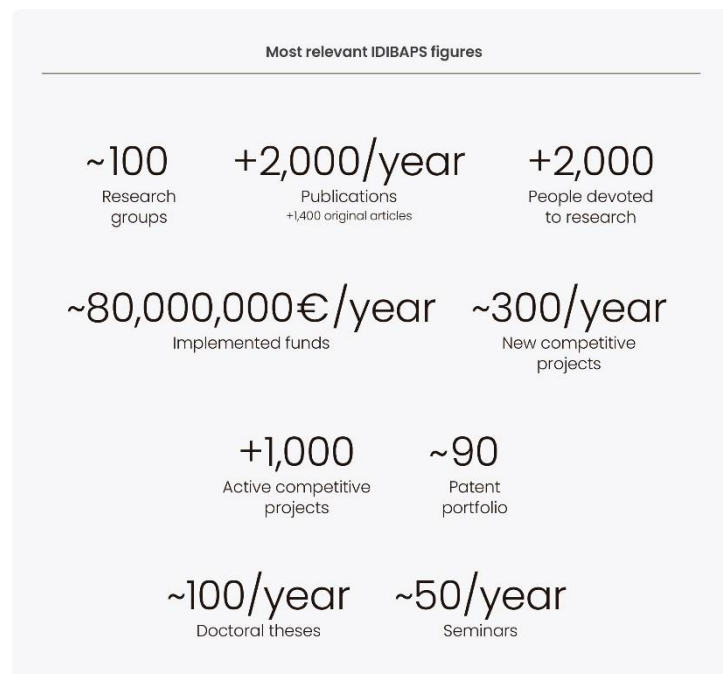 Most relevant IDIBAPS figures
~100
Research
groups
+2,000/year
Publications
+1,400 original articles
+2,000
People devoted
to research
~80,000,000€/year
Implemented funds
~300/year
New competitive
projects
+1,000
Active competitive
projects
~90
Patent
portfolio
~100/year
Doctoral theses
~50/year
Seminars